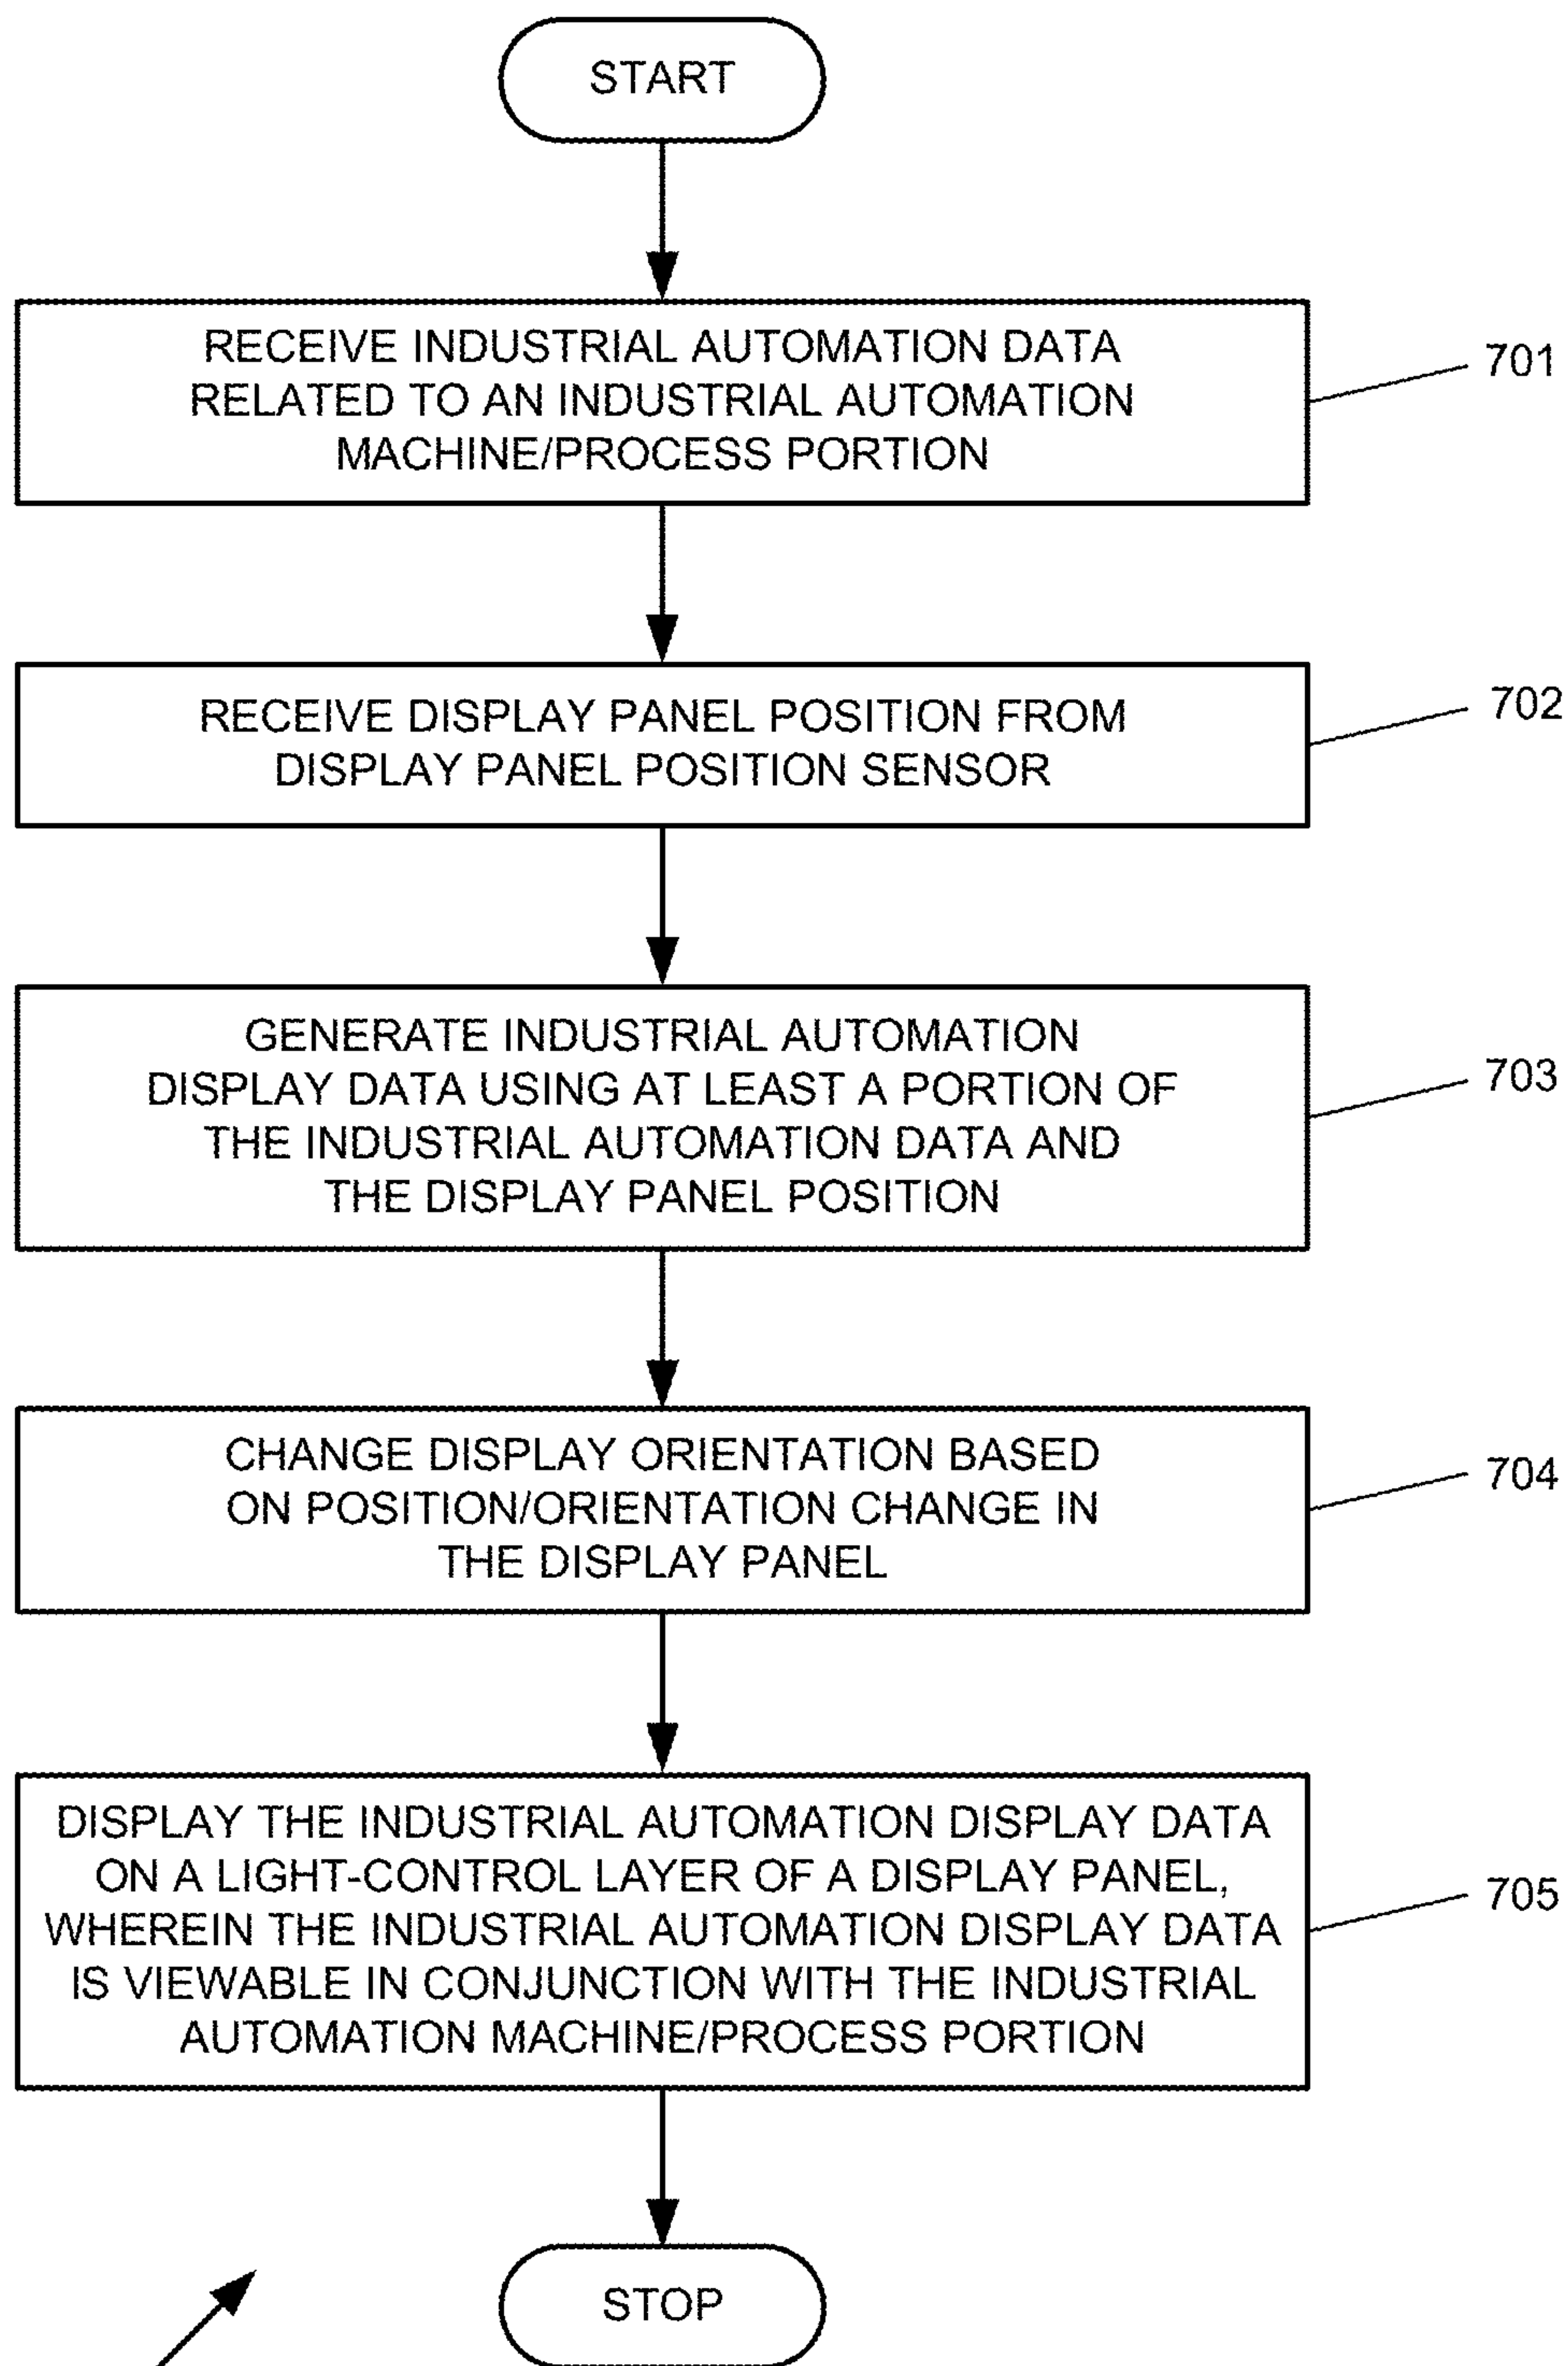 START
RECEIVE INDUSTRIAL AUTOMATION DATA
RELATED TO AN INDUSTRIAL AUTOMATION
MACHINE/PROCESS PORTION
701
RECEIVE DISPLAY PANEL POSITION FROM
DISPLAY PANEL POSITION SENSOR
702
GENERATE INDUSTRIAL AUTOMATION
DISPLAY DATA USING AT LEAST A PORTION OF
THE INDUSTRIAL AUTOMATION DATA AND
THE DISPLAY PANEL POSITION
703
CHANGE DISPLAY ORIENTATION BASED
ON POSITION/ORIENTATION CHANGE IN
THE DISPLAY PANEL
704
DISPLAY THE INDUSTRIAL AUTOMATION DISPLAY DATA
ON A LIGHT-CONTROL LAYER OF A DISPLAY PANEL,
WHEREIN THE INDUSTRIAL AUTOMATION DISPLAY DATA
IS VIEWABLE IN CONJUNCTION WITH THE INDUSTRIAL
AUTOMATION MACHINE/PROCESS PORTION
705
STOP